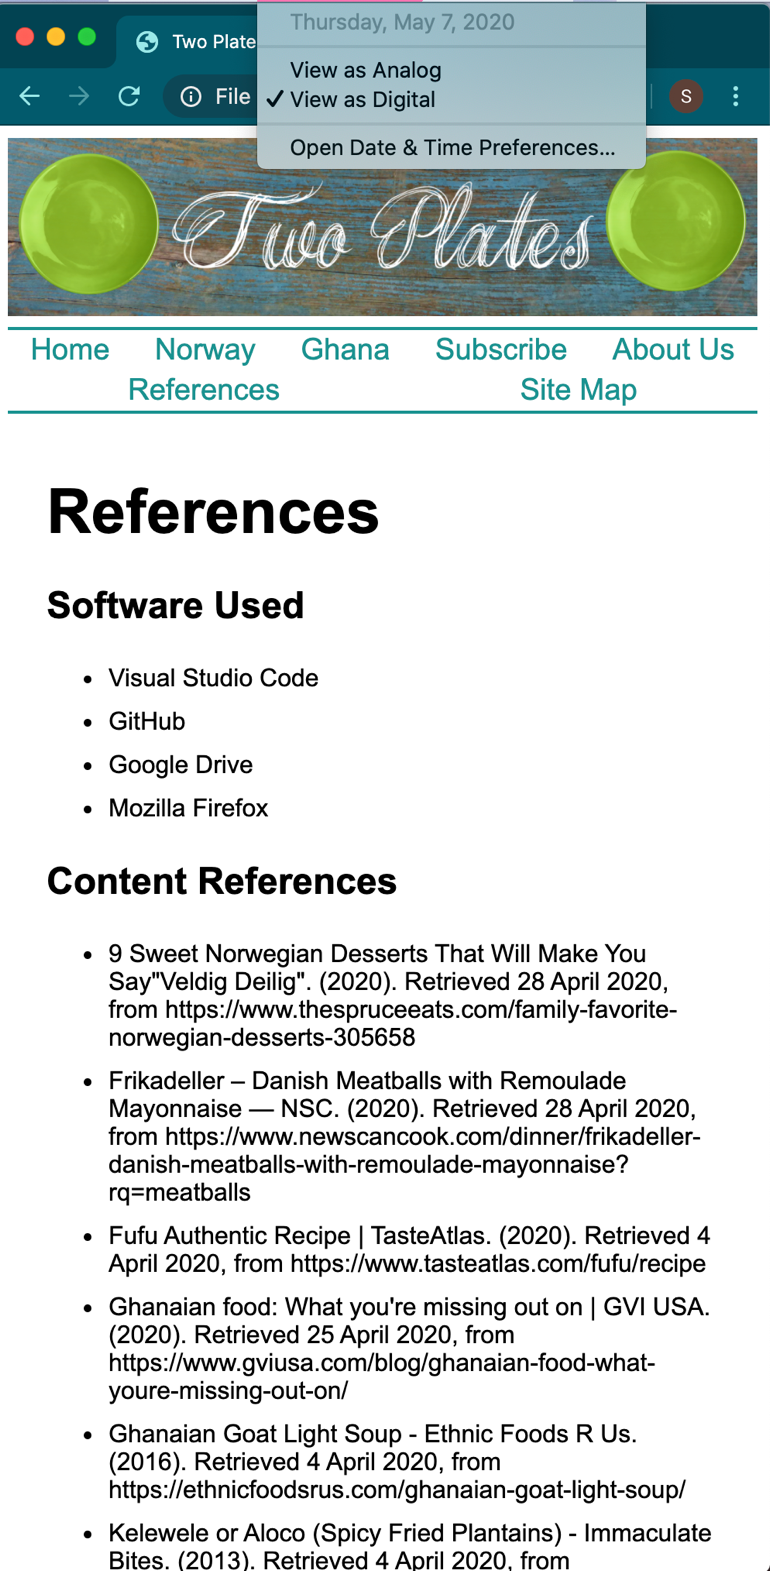 Thursday, May 7, 2020
Two Plate
View as Analog
✓ View as Digital
File
S
Open Date & Time Preferences...
Two Plates
Home Norway Ghana Subscribe About Us
References Site Map
References
Software Used
• Visual Studio Code
• GitHub
• Google Drive
• Mozilla Firefox
Content References
• 9 Sweet Norwegian Desserts That Will Make You
Say"Veldig Deilig". (2020). Retrieved 28 April 2020,
from https://www.thespruceeats.com/family-favorite-
norwegian-desserts-305658
• Frikadeller – Danish Meatballs with Remoulade
Mayonnaise — NSC. (2020). Retrieved 28 April 2020,
from https://www.newscancook.com/dinner/frikadeller-
danish-meatballs-with-remoulade-mayonnaise?
rq=meatballs
• Fufu Authentic Recipe | TasteAtlas. (2020). Retrieved 4
April 2020, from https://www.tasteatlas.com/fufu/recipe
• Ghanaian food: What you're missing out on | GVI USA.
(2020). Retrieved 25 April 2020, from
https://www.gviusa.com/blog/ghanaian-food-what-
youre-missing-out-on/
• Ghanaian Goat Light Soup - Ethnic Foods R Us.
(2016). Retrieved 4 April 2020, from
https://ethnicfoodsrus.com/ghanaian-goat-light-soup/
• Kelewele or Aloco (Spicy Fried Plantains) - Immaculate
Bites. (2013). Retrieved 4 April 2020, from